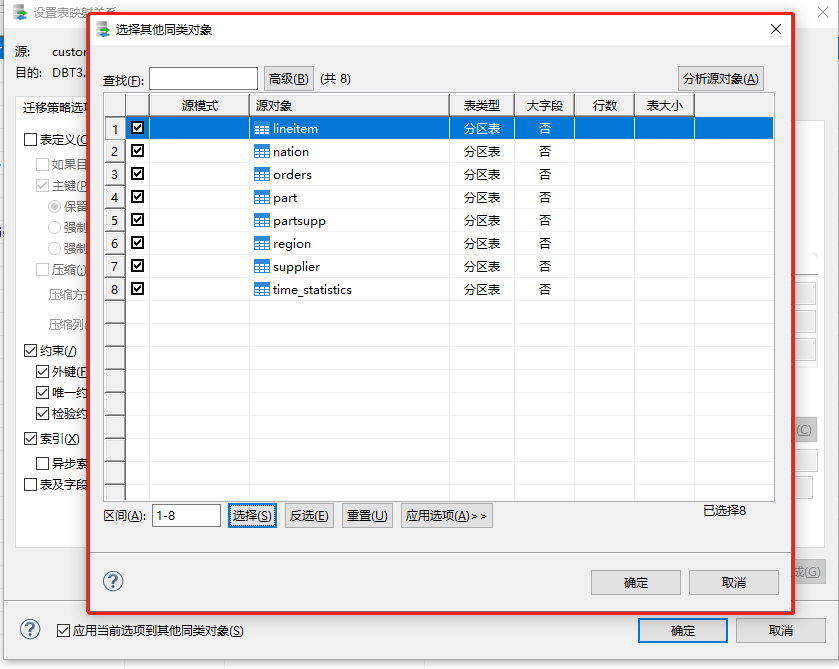 设置表映射关系
选择其他同类对象
源: custor
目的: DBT3.
查找(F): 高级(B) (共 8) 分析源对象(A)
源模式 源对象 表类型 大字段 行数 表大小
1 lineitem 分区表 否
2 nation 分区表 否
3 orders 分区表 否
4 part 分区表 否
5 partsupp 分区表 否
6 region 分区表 否
7 supplier 分区表 否
8 time_statistics 分区表 否
迁移策略选项
表定义(C
如果目
主键(P
保留
强制
强制
压缩(;)
压缩方
压缩列(
约束(/)
外键(F
唯一约
检验约
索引(X)
异步索
表及字段
(C)
成(G)
区间(A): 1-8 选择(S) 反选(E) 重置(U) 应用选项(A)>> 已选择8
确定 取消
应用当前选项到其他同类对象(S) 确定 取消